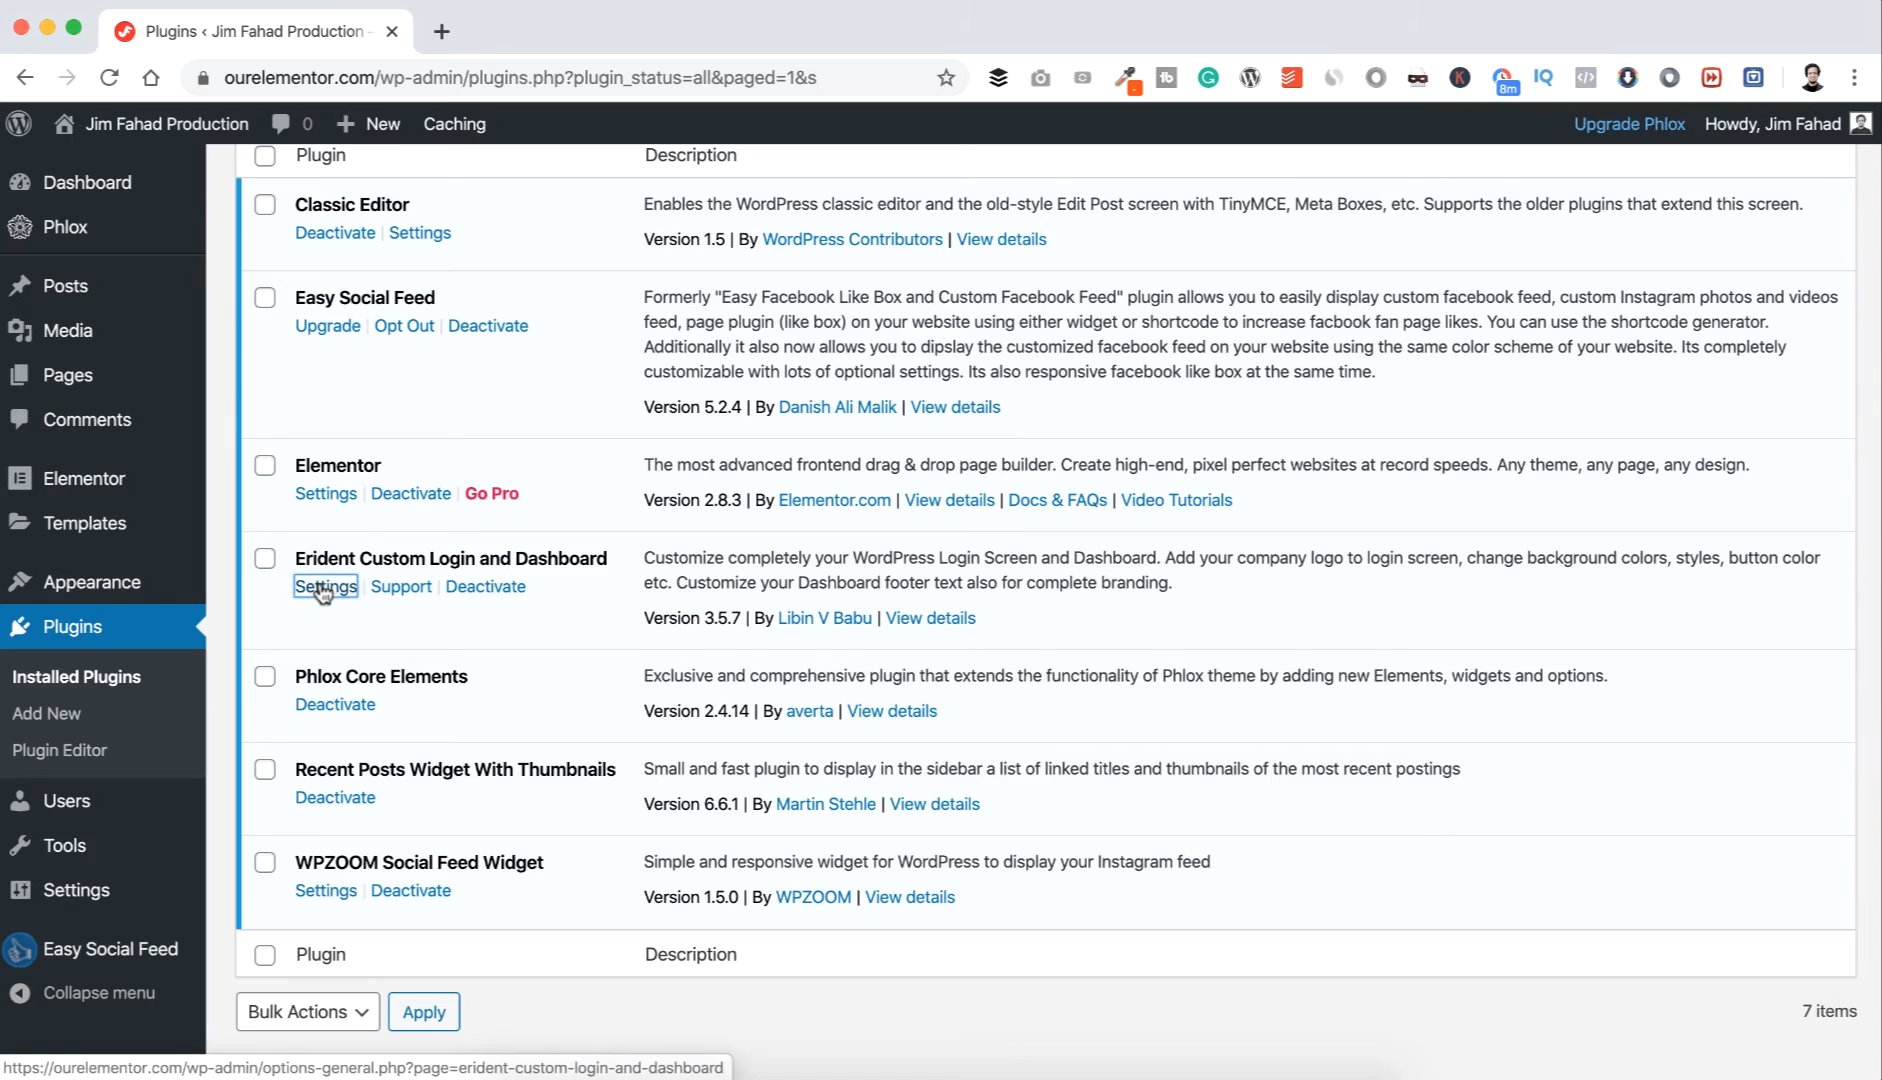 Plugins ‹ Jim Fahad Production -
ourelementor.com/wp-admin/plugins.php?plugin_status=all&paged=1&s
8m
Jim Fahad Production 0 New Caching Upgrade Phlox Howdy, Jim Fahad
Dashboard
Phlox
Posts
Media
Pages
Comments
Elementor
Templates
Appearance
Plugins
Installed Plugins
Add New
Plugin Editor
Users
Tools
Settings
Easy Social Feed
Collapse menu
Plugin Description
Classic Editor
Deactivate | Settings
Enables the WordPress classic editor and the old-style Edit Post screen with TinyMCE, Meta Boxes, etc. Supports the older plugins that extend this screen.
Version 1.5 | By WordPress Contributors | View details
Easy Social Feed
Upgrade | Opt Out | Deactivate
Formerly "Easy Facebook Like Box and Custom Facebook Feed" plugin allows you to easily display custom facebook feed, custom Instagram photos and videos
feed, page plugin (like box) on your website using either widget or shortcode to increase facbook fan page likes. You can use the shortcode generator.
Additionally it also now allows you to dipslay the customized facebook feed on your website using the same color scheme of your website. Its completely
customizable with lots of optional settings. Its also responsive facebook like box at the same time.
Version 5.2.4 | By Danish Ali Malik | View details
Elementor
Settings | Deactivate | Go Pro
The most advanced frontend drag & drop page builder. Create high-end, pixel perfect websites at record speeds. Any theme, any page, any design.
Version 2.8.3 | By Elementor.com | View details | Docs & FAQs | Video Tutorials
Erident Custom Login and Dashboard
Settings | Support | Deactivate
Customize completely your WordPress Login Screen and Dashboard. Add your company logo to login screen, change background colors, styles, button color
etc. Customize your Dashboard footer text also for complete branding.
Version 3.5.7 | By Libin V Babu | View details
Phlox Core Elements
Deactivate
Exclusive and comprehensive plugin that extends the functionality of Phlox theme by adding new Elements, widgets and options.
Version 2.4.14 | By averta | View details
Recent Posts Widget With Thumbnails
Deactivate
Small and fast plugin to display in the sidebar a list of linked titles and thumbnails of the most recent postings
Version 6.6.1 | By Martin Stehle | View details
WPZOOM Social Feed Widget
Settings | Deactivate
Simple and responsive widget for WordPress to display your Instagram feed
Version 1.5.0 | By WPZOOM | View details
Plugin Description
Bulk Actions Apply 7 items
https://ourelementor.com/wp-admin/options-general.php?page=erident-custom-login-and-dashboard